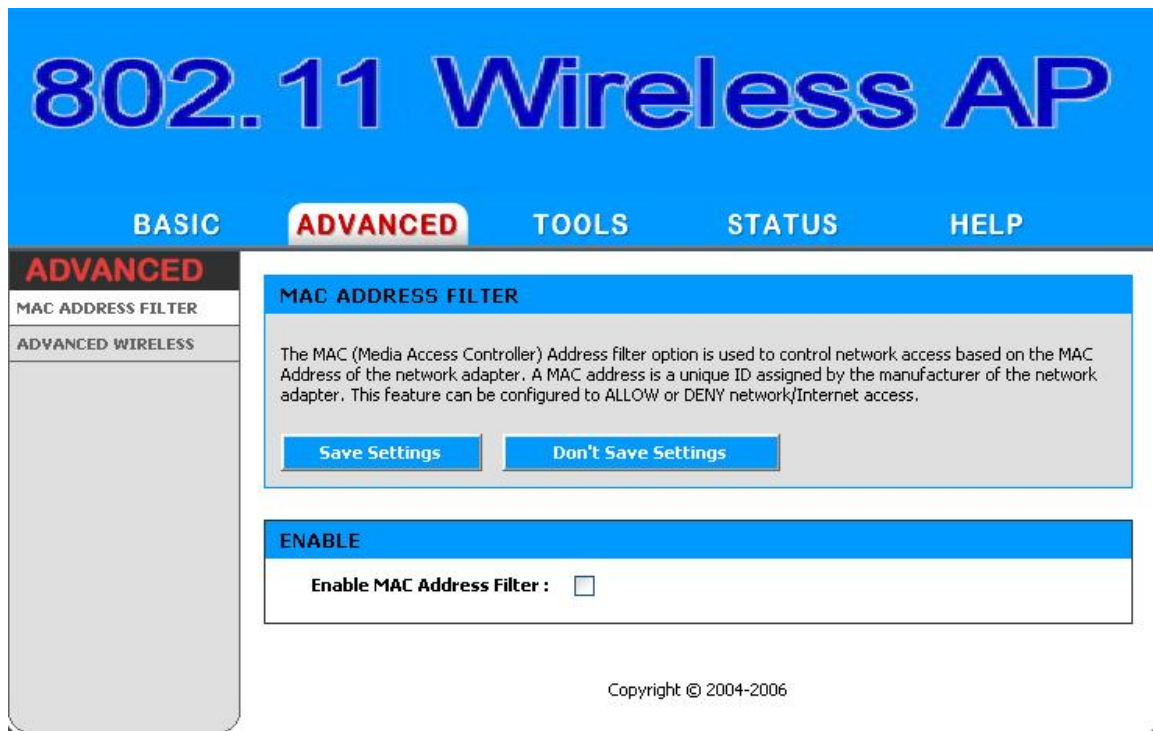 802.11 Wireless AP
BASIC ADVANCED TOOLS STATUS HELP
ADVANCED
MAC ADDRESS FILTER
ADVANCED WIRELESS
MAC ADDRESS FILTER
The MAC (Media Access Controller) Address filter option is used to control network access based on the MAC
Address of the network adapter. A MAC address is a unique ID assigned by the manufacturer of the network
adapter. This feature can be configured to ALLOW or DENY network/Internet access.
Save Settings Don't Save Settings
ENABLE
Enable MAC Address Filter :
Copyright © 2004-2006